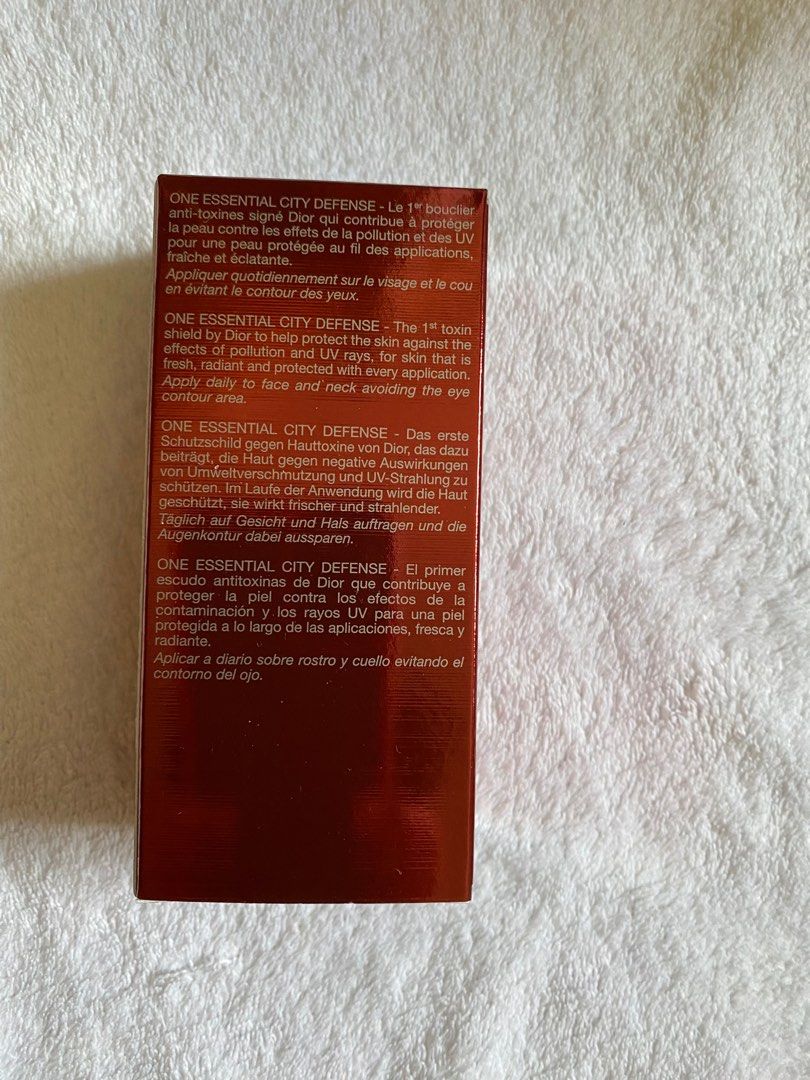 ONE ESSENTIAL CITY DEFENSE - Le 1er bouclier
anti-toxines signé Dior qui contribue à protéger
la peau contre les effets de la pollution et des UV
pour une peau protégée au fil des applications,
fraîche et éclatante.
Appliquer quotidiennement sur le visage et le cou
en évitant le contour des yeux.
ONE ESSENTIAL CITY DEFENSE - The 1st toxin
shield by Dior to help protect the skin against the
effects of pollution and UV rays, for skin that is
fresh, radiant and protected with every application.
Apply daily to face and neck avoiding the eye
contour area.
ONE ESSENTIAL CITY DEFENSE - Das erste
Schutzschild gegen Hauttoxine von Dior, das dazu
beiträgt, die Haut gegen negative Auswirkungen
von Umweltverschmutzung und UV-Strahlung zu
schützen. Im Laufe der Anwendung wird die Haut
geschützt, sie wirkt frischer und strahlender.
Täglich auf Gesicht und Hals auftragen und die
Augenkontur dabei aussparen.
ONE ESSENTIAL CITY DEFENSE - El primer
escudo antitoxinas de Dior que contribuye a
proteger la piel contra los efectos de la
contaminación y los rayos UV para una piel
protegida a lo largo de las aplicaciones, fresca y
radiante.
Aplicar a diario sobre rostro y cuello evitando el
contorno del ojo.